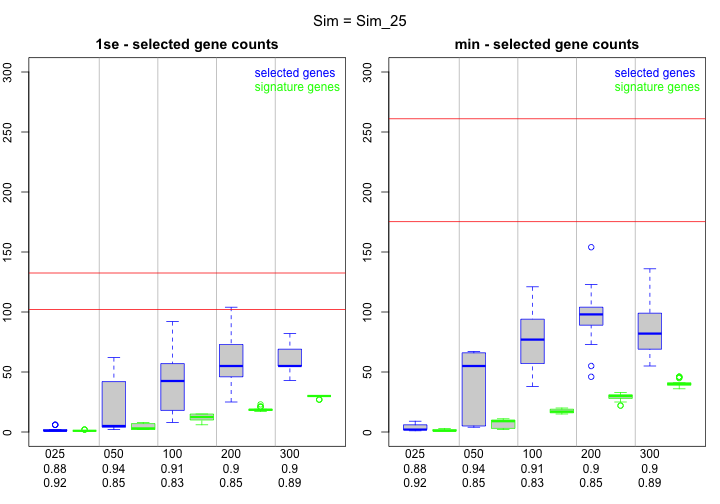 Sim = Sim_25
1se - selected gene counts
min - selected gene counts
selected genes
signature genes
selected genes
signature genes
300
250
200
150
100
50
0
300
250
200
150
100
50
0
025 050 100 200 300
0.88 0.94 0.91 0.9 0.9
0.92 0.85 0.83 0.85 0.89
025 050 100 200 300
0.88 0.94 0.91 0.9 0.9
0.92 0.85 0.83 0.85 0.89